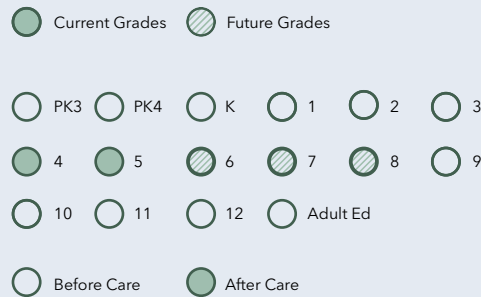 Current Grades Future Grades
PK3 PK4 K 1 2 3
4 5 6 7 8 9
10 11 12 Adult Ed
Before Care After Care